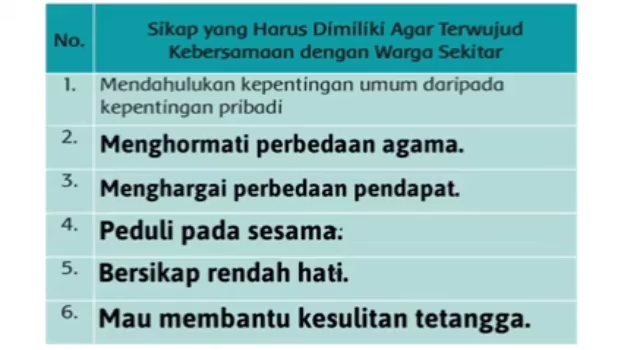 No.
Sikap yang Harus Dimiliki Agar Terwujud
Kebersamaan dengan Warga Sekitar
1. Mendahulukan kepentingan umum daripada
kepentingan pribadi
2. Menghormati perbedaan agama.
3. Menghargai perbedaan pendapat.
4. Peduli pada sesama.
5. Bersikap rendah hati.
6. Mau membantu kesulitan tetangga.